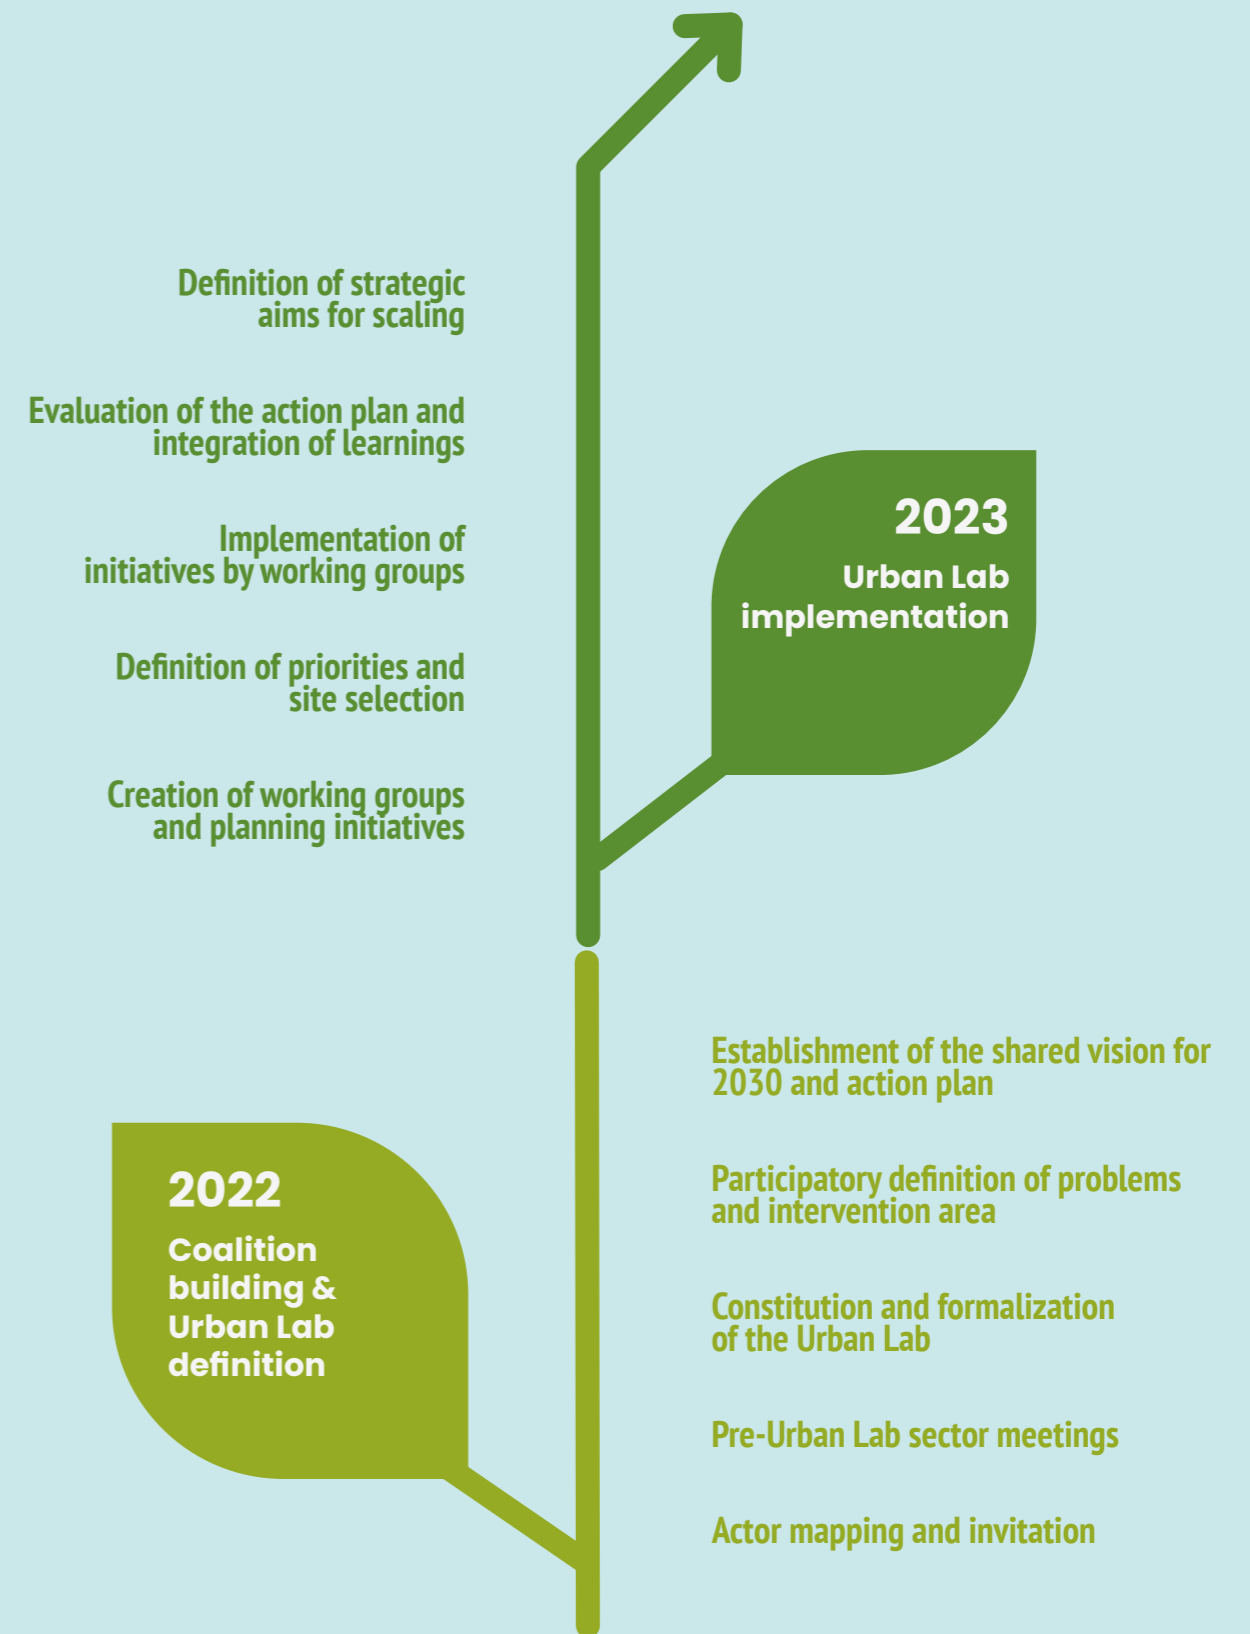 Definition of strategic
aims for scaling
Evaluation of the action plan and
integration of learnings
Implementation of
initiatives by working groups
Definition of priorities and
site selection
Creation of working groups
and planning initiatives
2023
Urban Lab
implementation
2022
Coalition
building &
Urban Lab
definition
Establishment of the shared vision for
2030 and action plan
Participatory definition of problems
and intervention area
Constitution and formalization
of the Urban Lab
Pre-Urban Lab sector meetings
Actor mapping and invitation